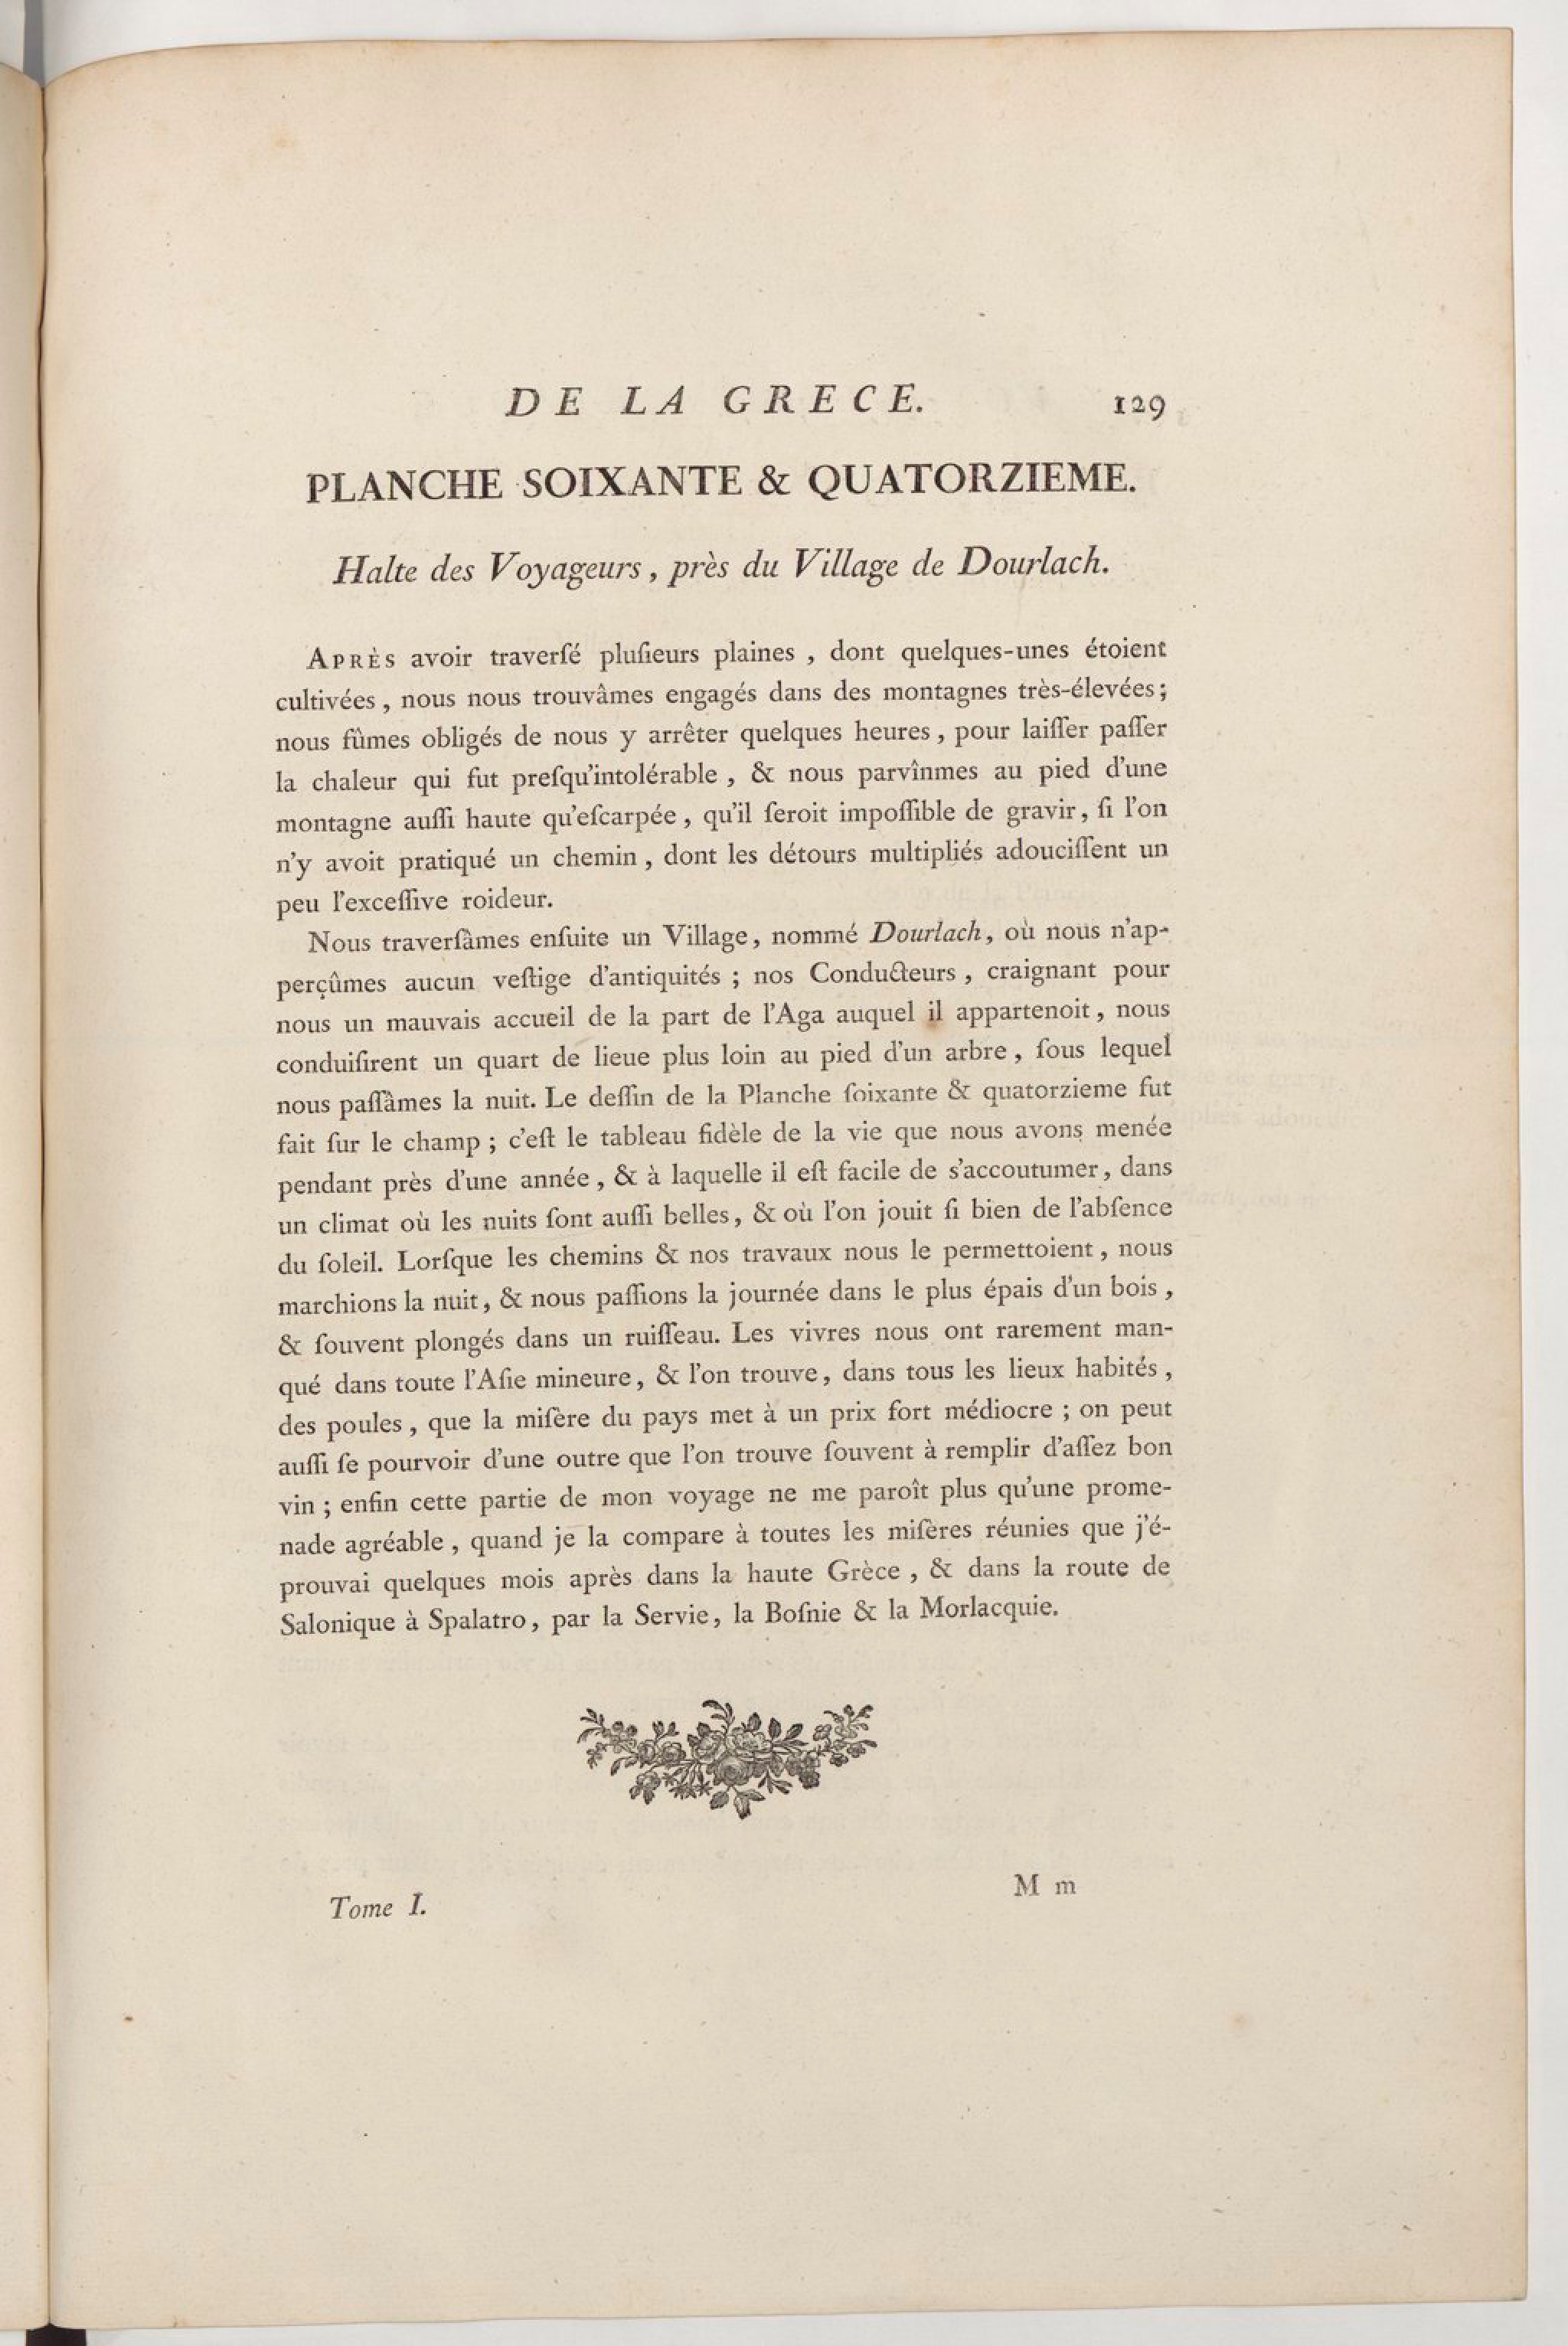 DE LA GRECE. 129
PLANCHE SOIXANTE & QUATORZIEME.
Halte des Voyageurs, près du Village de Dourlach.
APRÈS avoir traverſé pluſieurs plaines , dont quelques-unes étoient
cultivées , nous nous trouvâmes engagés dans des montagnes très-élevées ;
nous fûmes obligés de nous y arrêter quelques heures , pour laiſſer paſſer
la chaleur qui fut preſqu'intolérable , & nous parvînmes au pied d'une
montagne auſſi haute qu'eſcarpée , qu'il ſeroit impoſſible de gravir , ſi l'on
n'y avoit pratiqué un chemin , dont les détours multipliés adouciſſent un
peu l'exceſſive roideur.
Nous traverſâmes enſuite un Village , nommé Dourlach, où nous n'ap-
perçûmes aucun veſtige d'antiquités ; nos Conducteurs , craignant pour
nous un mauvais accueil de la part de l'Aga auquel il appartenoit , nous
conduiſirent un quart de lieue plus loin au pied d'un arbre , ſous lequel
nous paſſâmes la nuit. Le deſſin de la Planche ſoixante & quatorzieme fut
fait ſur le champ ; c'eſt le tableau fidèle de la vie que nous avons menée
pendant près d'une année , & à laquelle il eſt facile de s'accoutumer , dans
un climat où les nuits ſont auſſi belles , & où l'on jouit ſi bien de l'abſence
du ſoleil. Lorſque les chemins & nos travaux nous le permettoient , nous
marchions la nuit , & nous paſſions la journée dans le plus épais d'un bois ,
& ſouvent plongés dans un ruiſſeau. Les vivres nous ont rarement man-
qué dans toute l'Aſie mineure , & l'on trouve , dans tous les lieux habités ,
des poules , que la miſère du pays met à un prix fort médiocre ; on peut
auſſi ſe pourvoir d'une outre que l'on trouve ſouvent à remplir d'aſſez bon
vin ; enfin cette partie de mon voyage ne me paroît plus qu'une prome-
nade agréable , quand je la compare à toutes les miſères réunies que j'é-
prouvai quelques mois après dans la haute Grèce , & dans la route de
Salonique à Spalatro , par la Servie , la Boſnie & la Morlacquie.
Tome I. M m